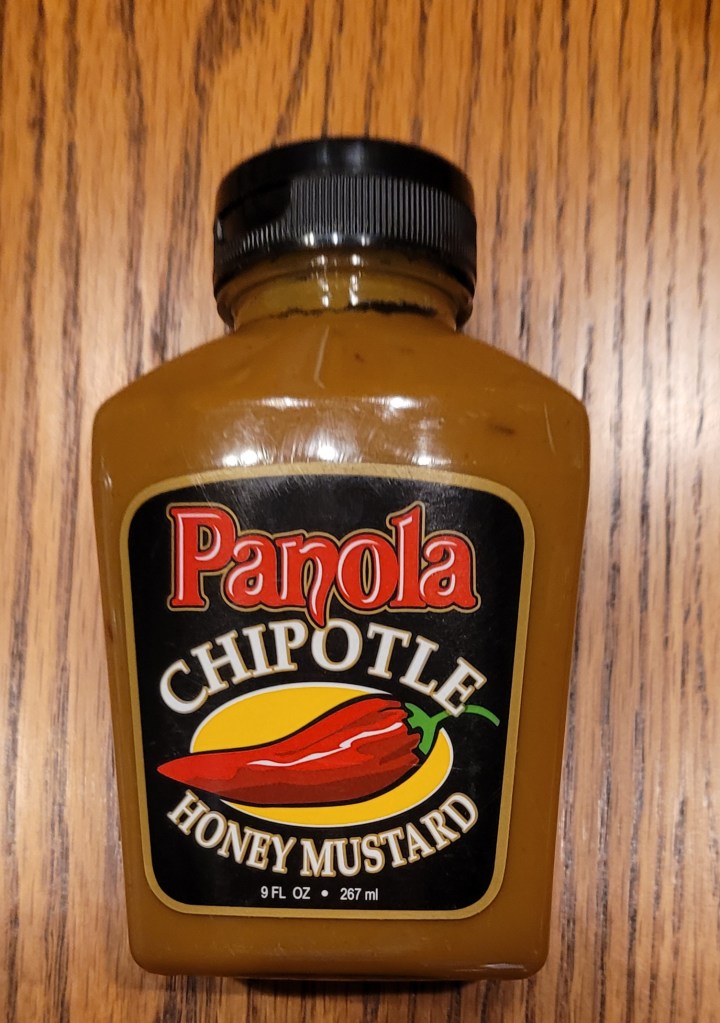 Panola
CHIPOTLE
HONEY MUSTARD
9 FL OZ • 267 ml